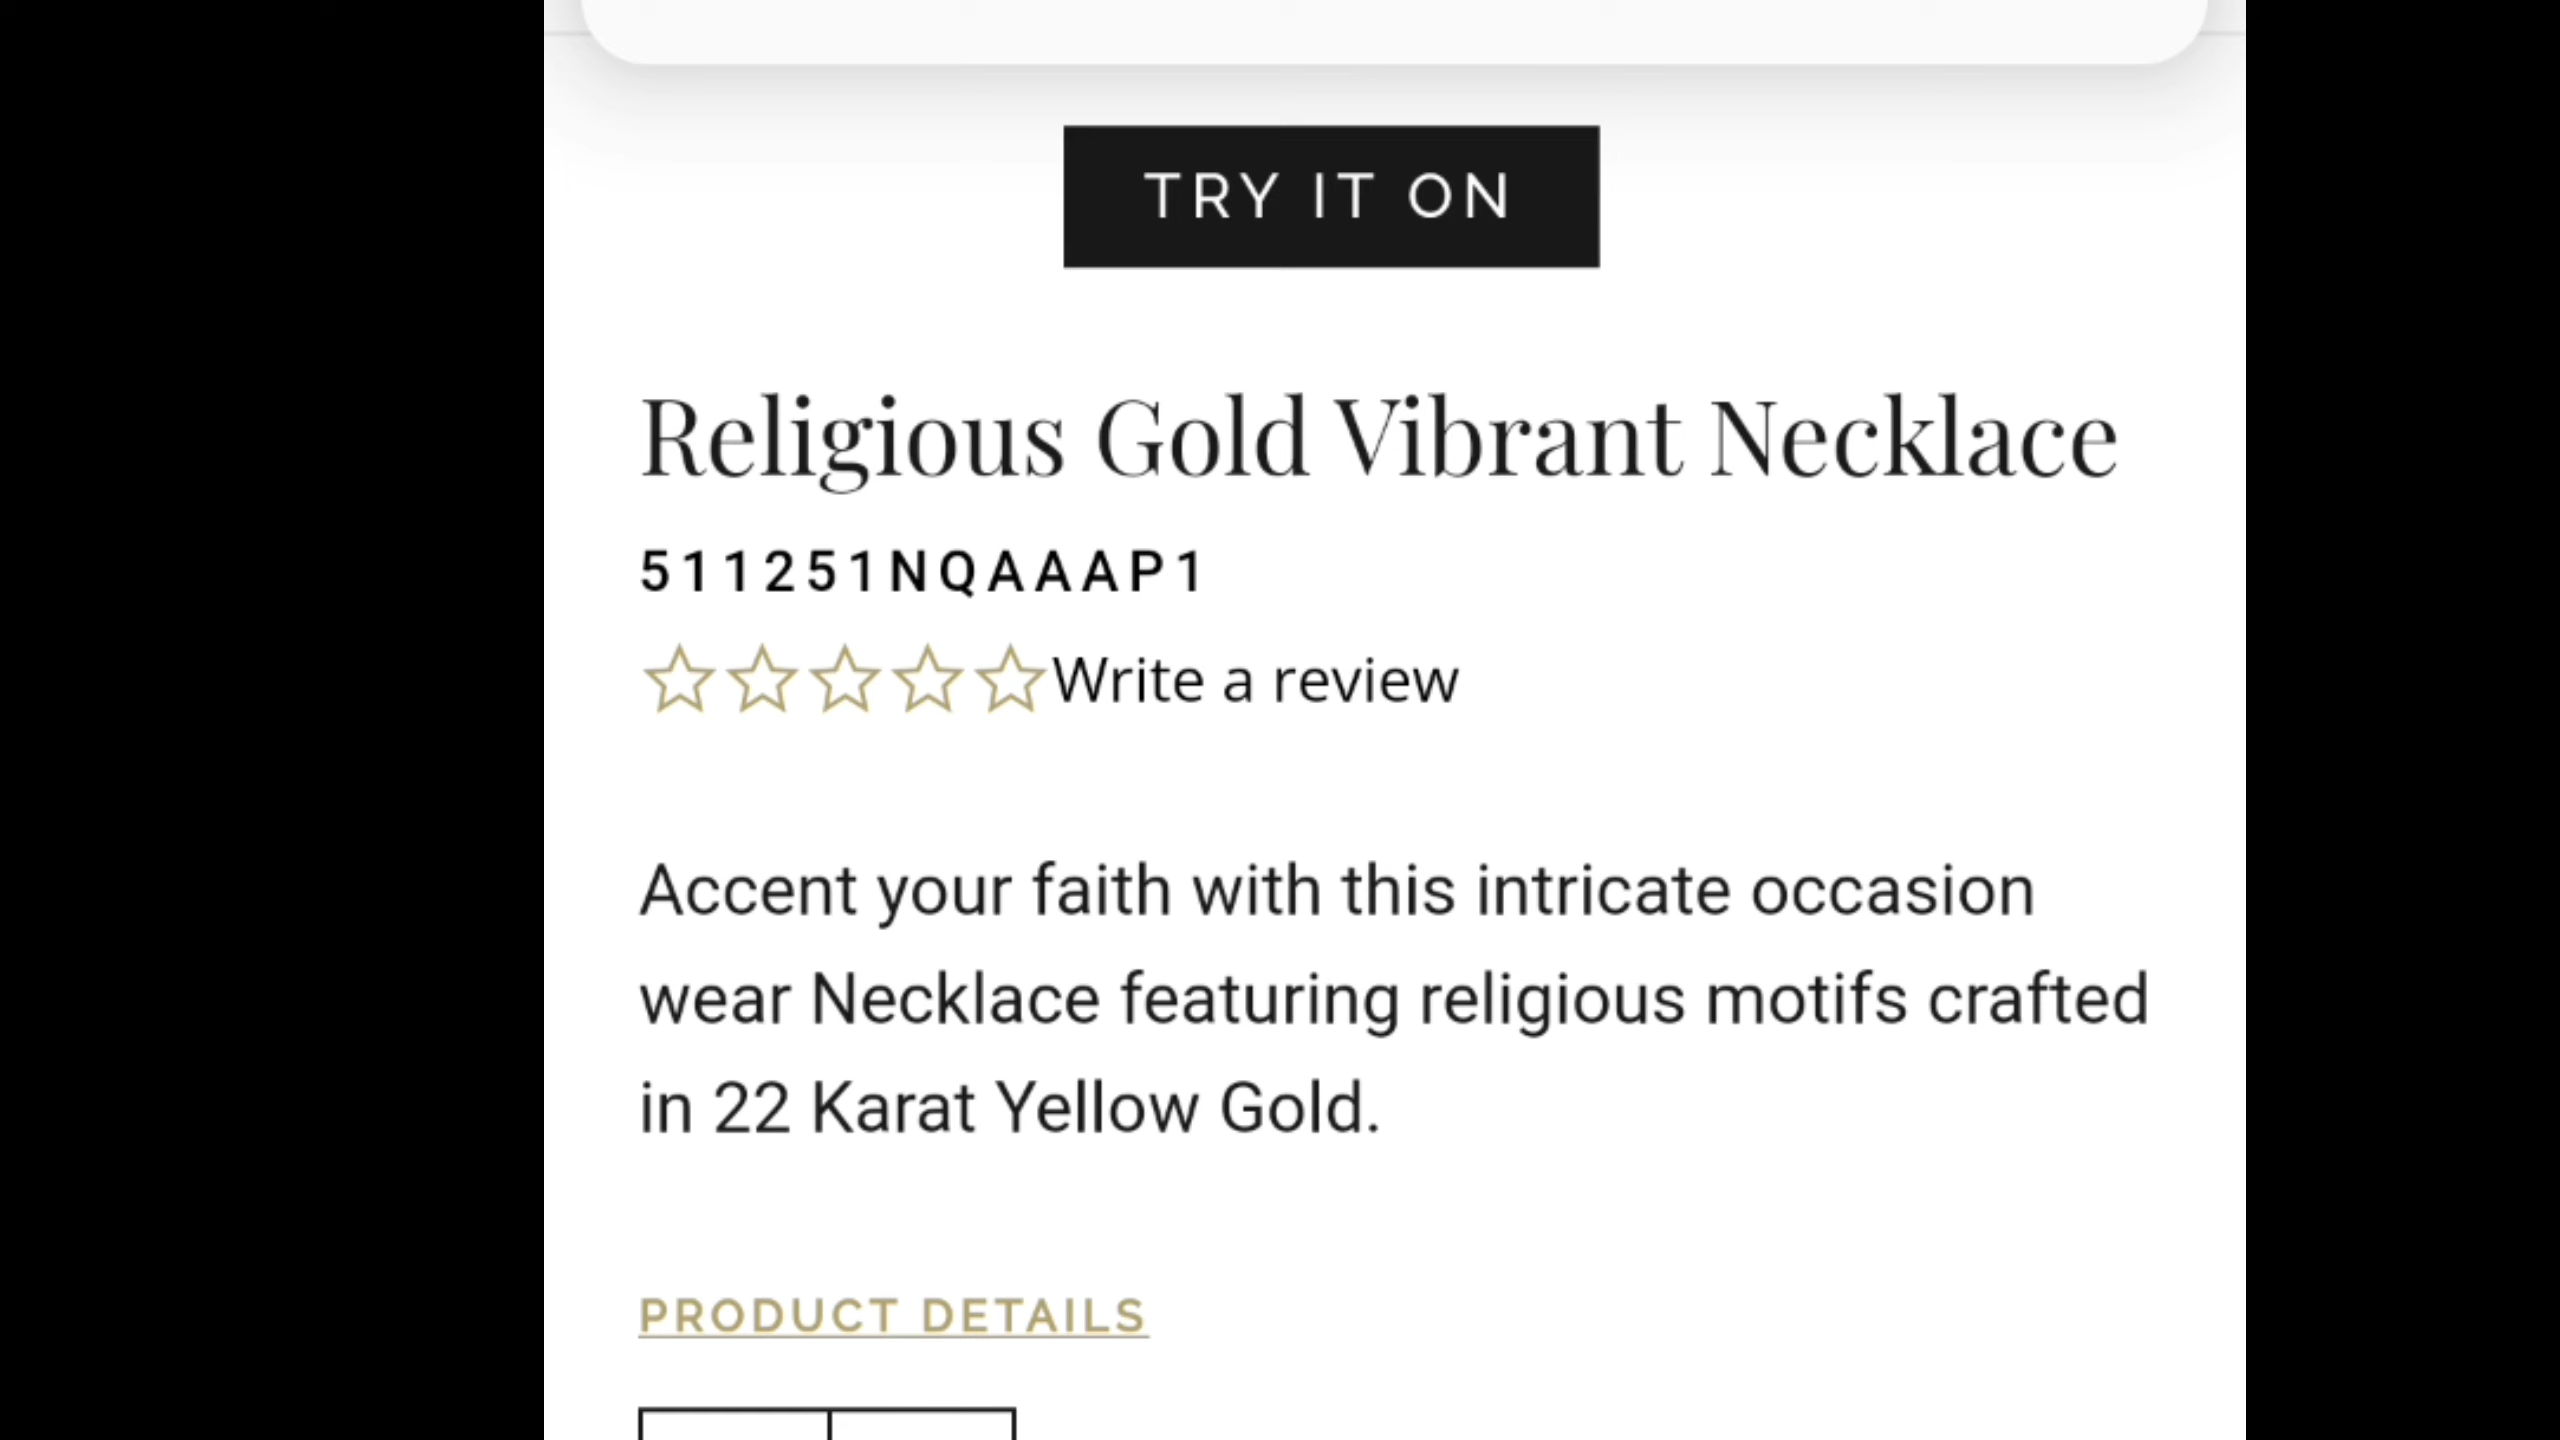 TRY IT ON
Religious Gold Vibrant Necklace
511251NQAAAP1
Write a review
Accent your faith with this intricate occasion
wear Necklace featuring religious motifs crafted
in 22 Karat Yellow Gold.
PRODUCT DETAILS